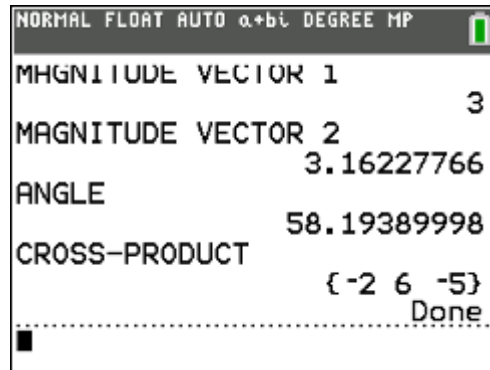 NORMAL FLOAT AUTO a+bi DEGREE MP
MAGNITUDE VECTOR 1
3
MAGNITUDE VECTOR 2
3.16227766
ANGLE
58.19389998
CROSS-PRODUCT
{-2 6 -5}
Done